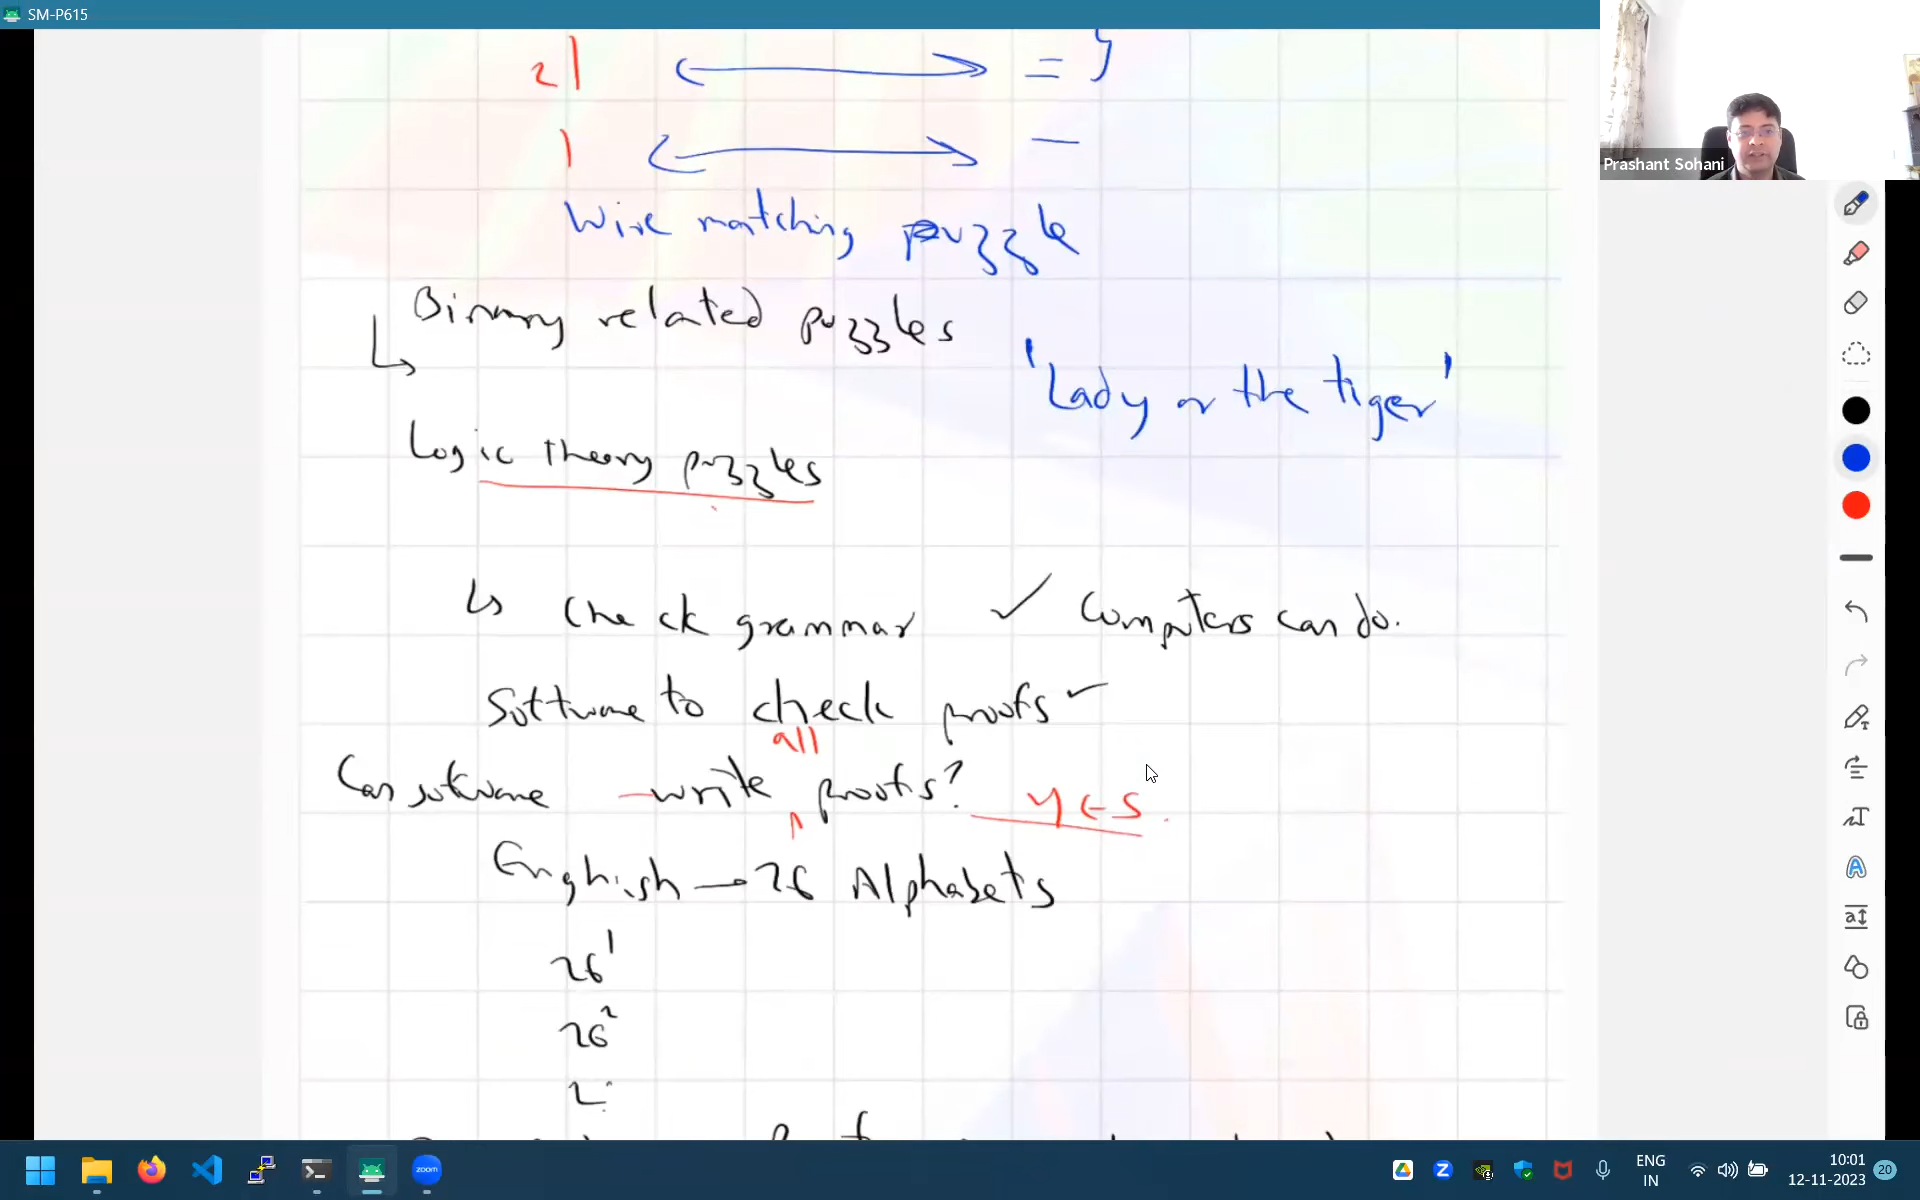 SM-P615
Prashant Sohani
21 = }
1 —
Wire matching puzzle
Binary related puzzles
'Lady or the tiger'
Logic theory puzzles
↳ Check grammar ✓ Computers can do.
Software to check proofs ✓
all
Can software write proofs? YES.
English → 26 Alphabets
26¹
26²
zoom
ENG
IN
10:01
12-11-2023
20